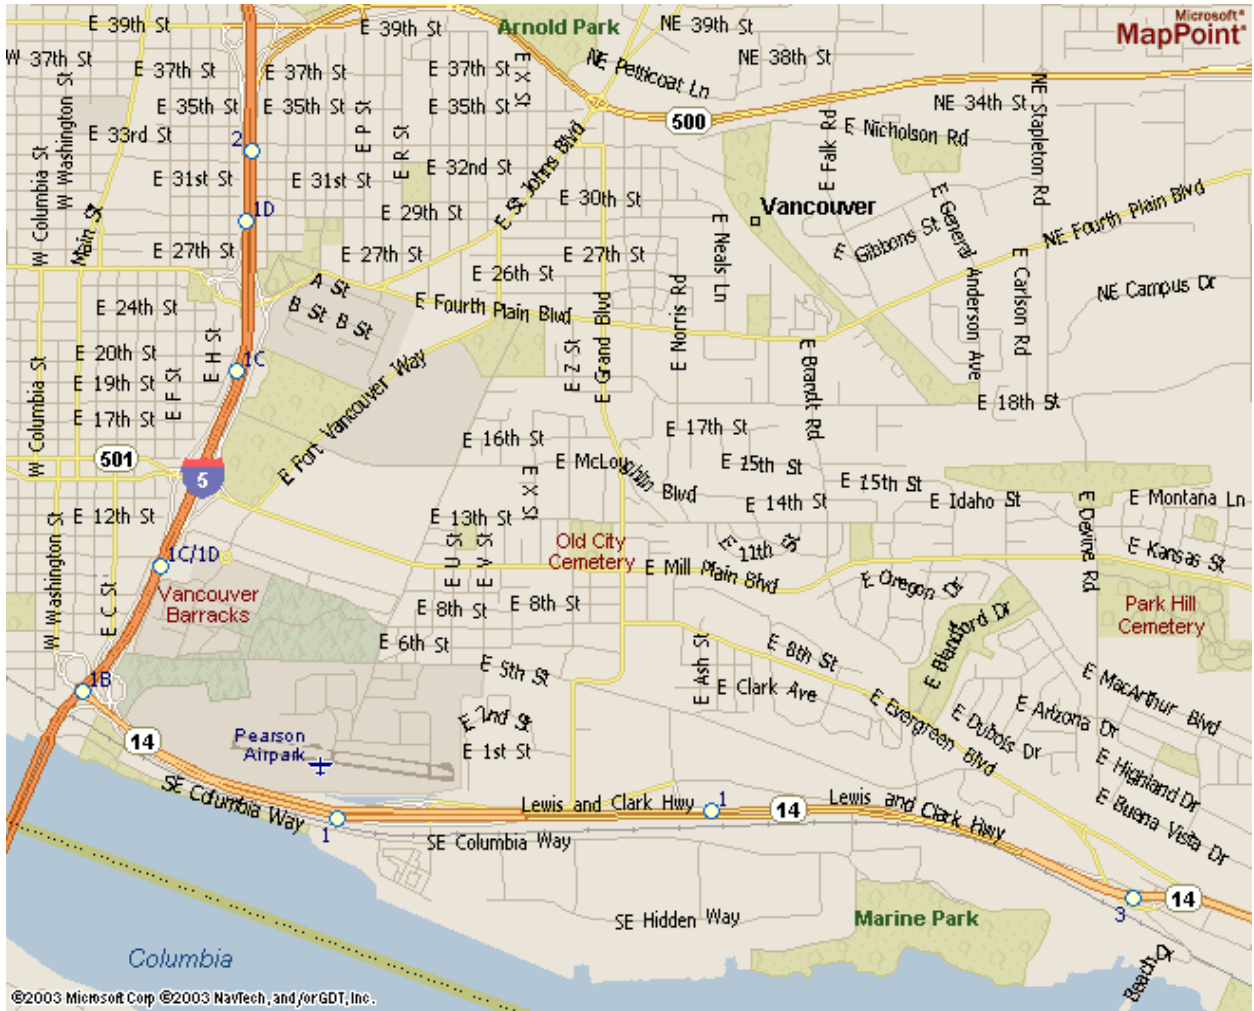 E 39th St
E 39th St
Arnold Park
NE 39th St
Microsoft®
MapPoint®
W 37th St
E 37th St
E 37th St
E 37th St
E X St
NE Petticoat Ln
NE 38th St
W Washington St
E 35th St
E 35th St
E 35th St
E P St
500
NE 34th St
NE Stapleton Rd
E 33rd St
2
E R St
E St Johns Blvd
E Falk Rd
E Nicholson Rd
W Columbia St
E 31st St
E 31st St
E 32nd St
E 30th St
Main St
1D
E 29th St
Vancouver
E General Anderson Ave
NE Fourth Plain Blvd
E 27th St
E 27th St
E 26th St
E 27th St
E Neals Ln
E Gibbons St
E Carlson Rd
A St
E 24th St
B St
B St
E Fourth Plain Blvd
E Grand Blvd
E Norris Rd
NE Campus Dr
E H St
W Columbia St
E 20th St
1C
E Fort Vancouver Way
E Z St
E Brandt Rd
E 19th St
E F St
E 17th St
E 18th St
E 16th St
E 17th St
501
E McLoughlin Blvd
E 15th St
5
E X St
E 15th St
E 14th St
E Idaho St
E Devine Rd
E Montana Ln
W Washington St
E 12th St
E 13th St
E 11th St
1C/1D
Old City
Cemetery
E U St
E V St
E Mill Plain Blvd
E Kansas St
E Oregon Dr
E C St
Vancouver
Barracks
E 8th St
E 8th St
E Blandford Dr
Park Hill
Cemetery
E 6th St
E Ash St
E 8th St
E 5th St
1B
E Clark Ave
E Evergreen Blvd
E MacArthur Blvd
E Arizona Dr
E Dubois Dr
E 2nd St
14
Pearson
Airpark
E 1st St
E Highland Dr
SE Columbia Way
Lewis and Clark Hwy
1
14
Lewis and Clark Hwy
E Buena Vista Dr
1
SE Columbia Way
14
3
SE Hidden Way
Marine Park
Columbia
Beach Dr
©2003 Microsoft Corp ©2003 NavTech, and/or GDT, Inc.